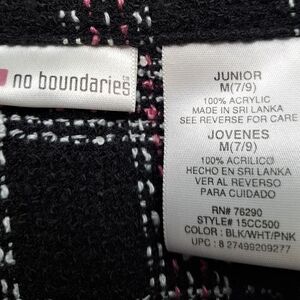 no boundaries
JUNIOR
M(7/9)
100% ACRYLIC
MADE IN SRI LANKA
SEE REVERSE FOR CARE
JOVENES
M(7/9)
100% ACRILICO
HECHO EN SRI LANKA
VER AL REVERSO
PARA CUIDADO
RN# 76290
STYLE# 15CC500
COLOR : BLK/WHT/PNK
UPC : 8 27499209277